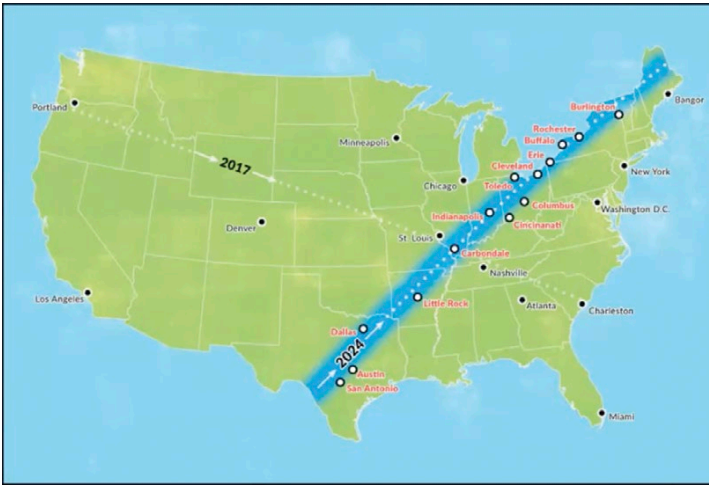 Portland
Bangor
Burlington
Rochester
Buffalo
Minneapolis
Erie
Cleveland
New York
2017
Chicago
Toledo
Columbus
Washington D.C.
Indianapolis
Cincinanati
Denver
St. Louis
Carbondale
Nashville
Los Angeles
Little Rock
Atlanta
Charleston
Dallas
2024
Austin
San Antonio
Miami